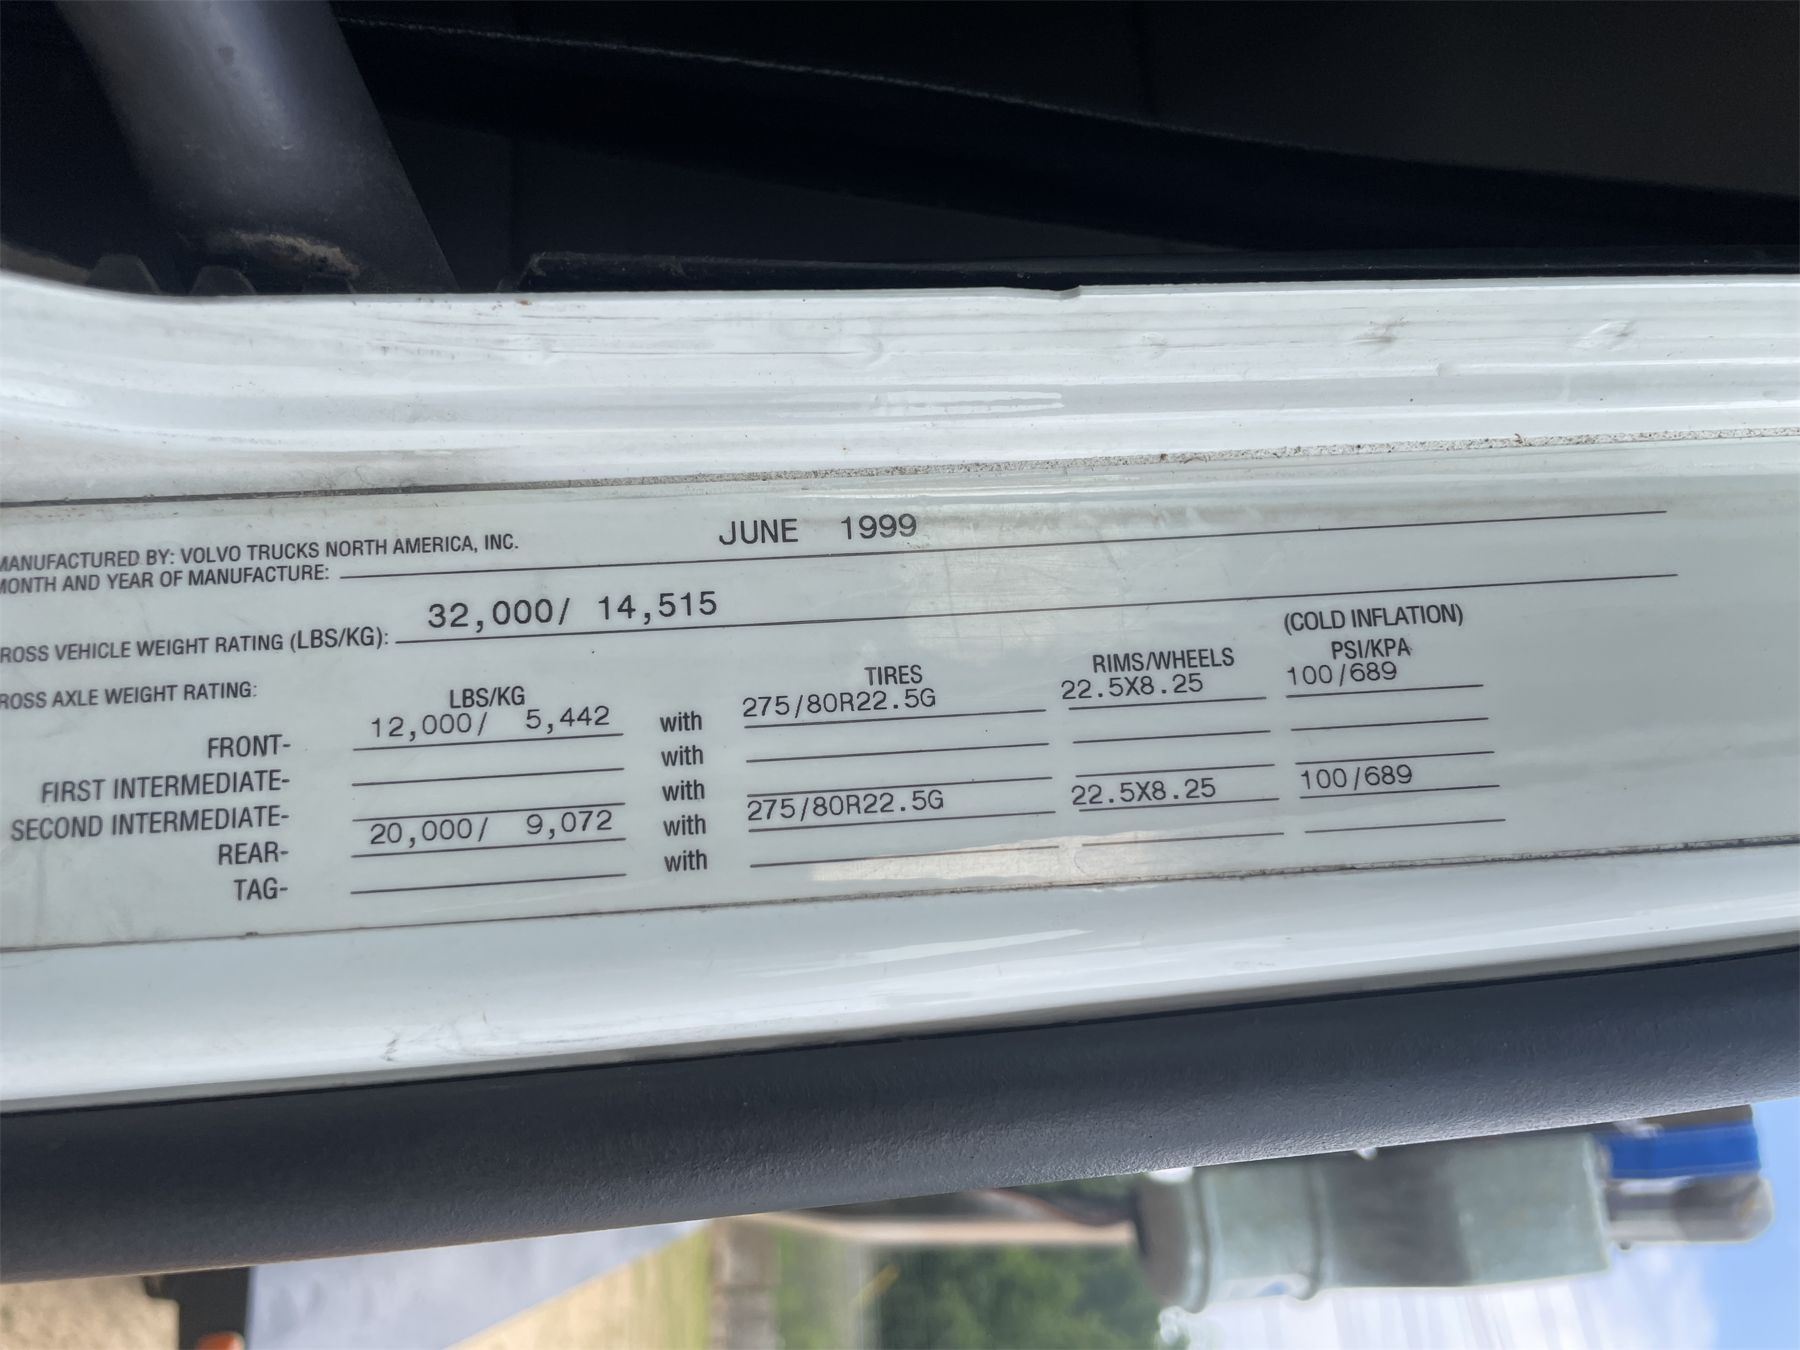 MANUFACTURED BY: VOLVO TRUCKS NORTH AMERICA, INC.
MONTH AND YEAR OF MANUFACTURE: JUNE 1999
ROSS VEHICLE WEIGHT RATING (LBS/KG): 32,000/ 14,515
ROSS AXLE WEIGHT RATING: LBS/KG TIRES RIMS/WHEELS (COLD INFLATION) PSI/KPA
FRONT- 12,000/ 5,442 with 275/80R22.5G 22.5X8.25 100/689
FIRST INTERMEDIATE- with
SECOND INTERMEDIATE- with
REAR- 20,000/ 9,072 with 275/80R22.5G 22.5X8.25 100/689
TAG- with